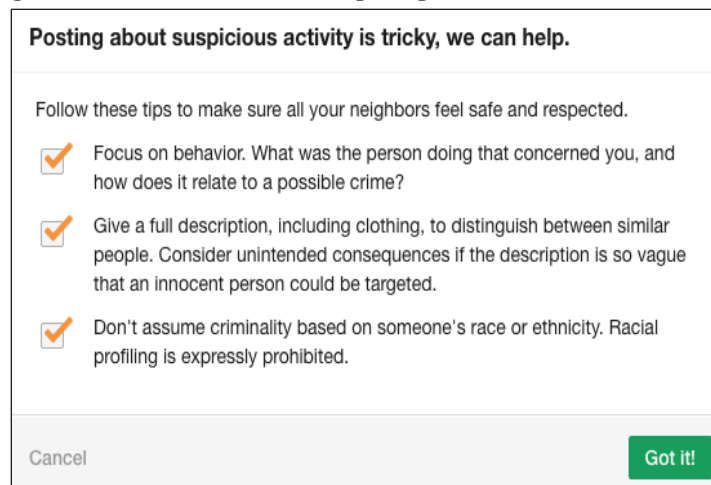 Posting about suspicious activity is tricky, we can help.
Follow these tips to make sure all your neighbors feel safe and respected.
Focus on behavior. What was the person doing that concerned you, and
how does it relate to a possible crime?
Give a full description, including clothing, to distinguish between similar
people. Consider unintended consequences if the description is so vague
that an innocent person could be targeted.
Don't assume criminality based on someone's race or ethnicity. Racial
profiling is expressly prohibited.
Cancel
Got it!